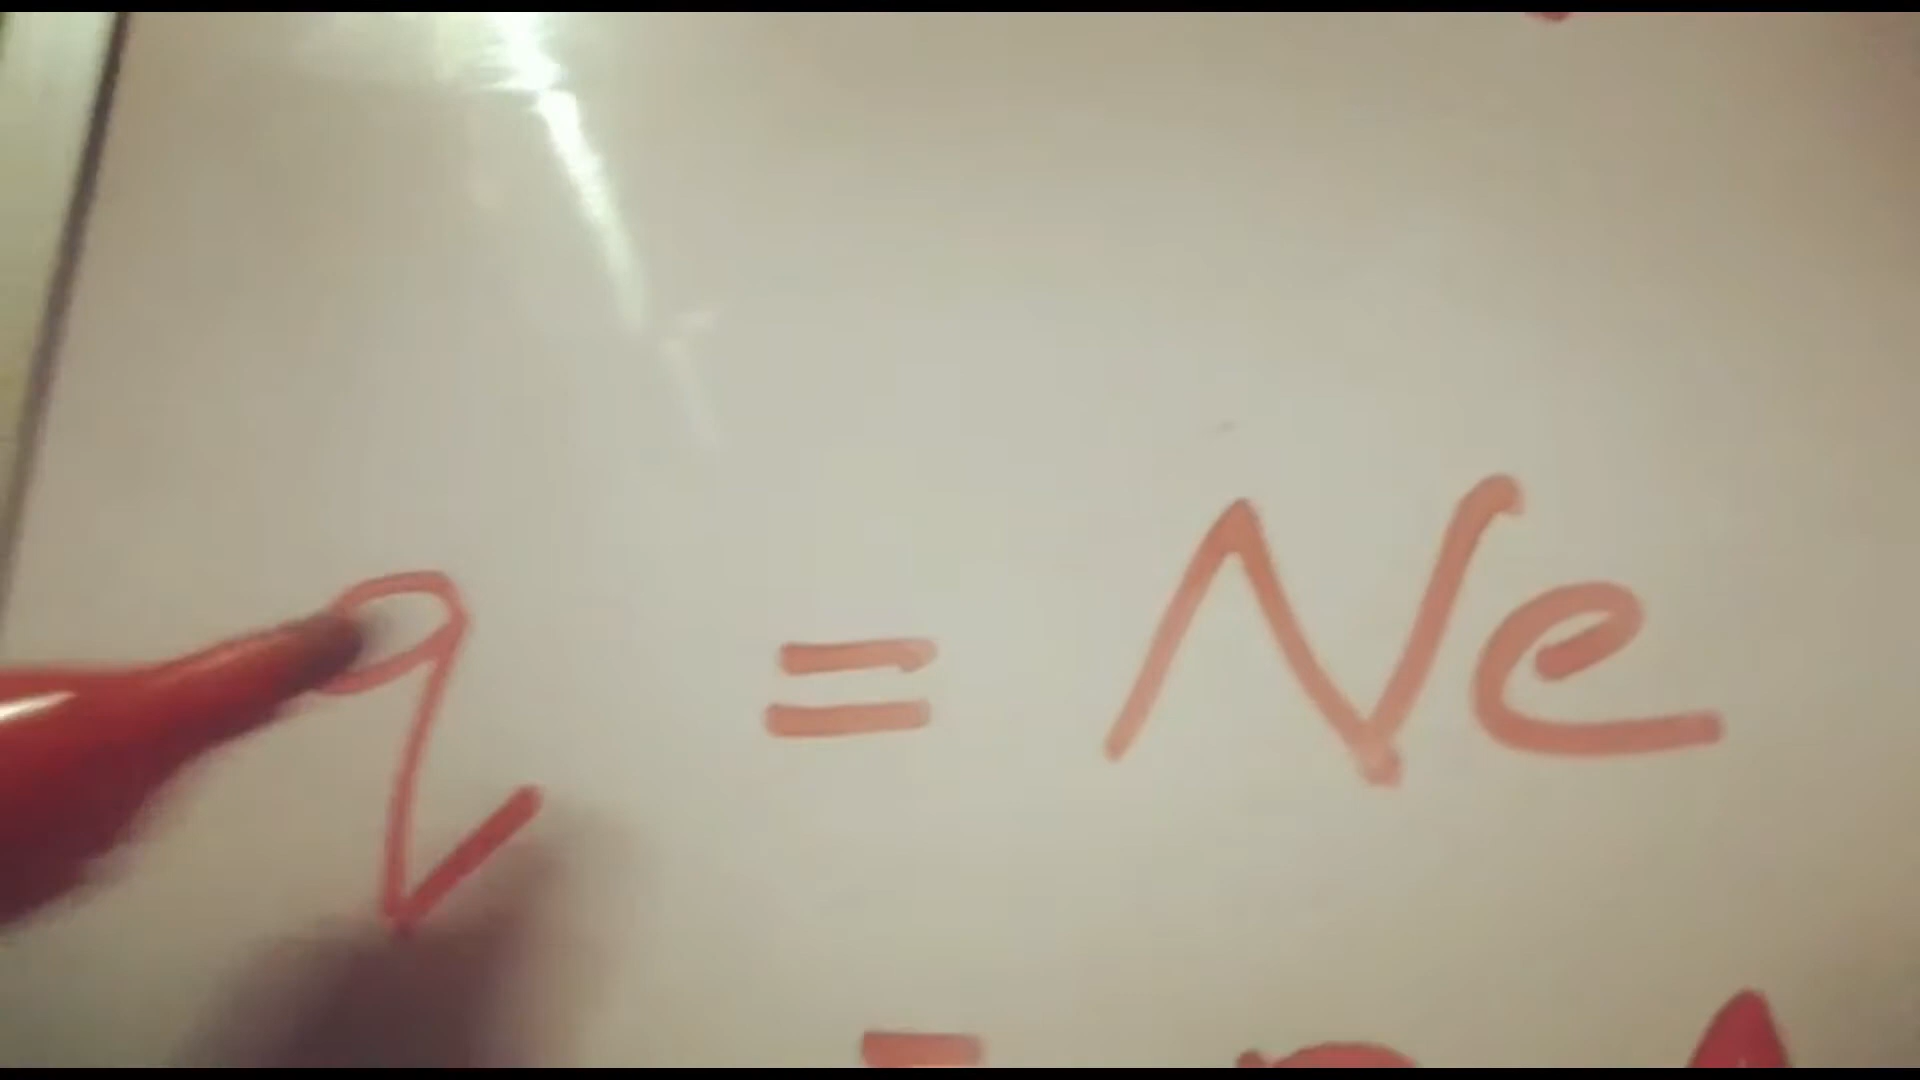 q = Ne